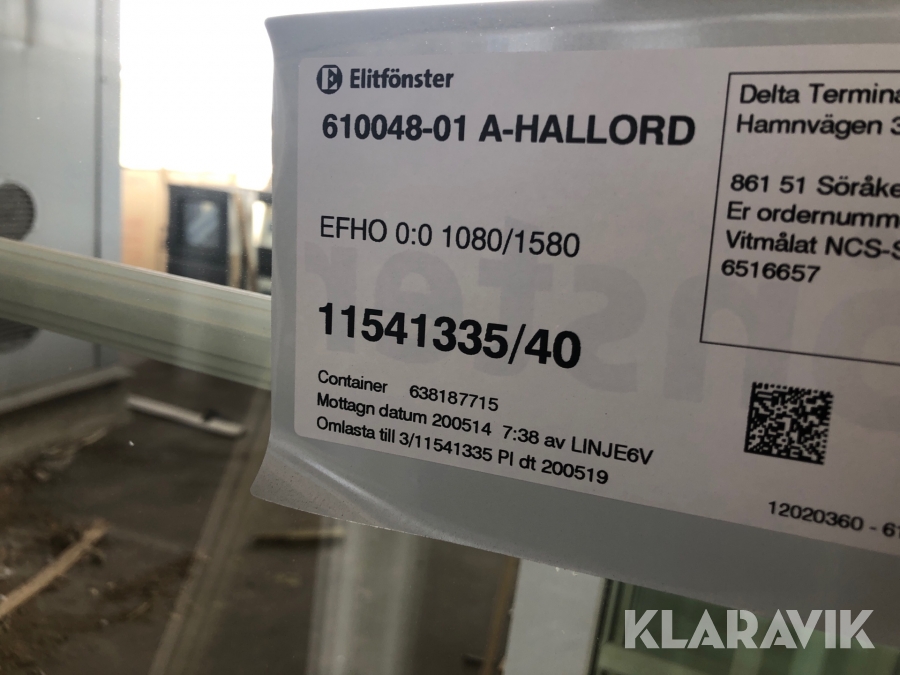 Elitfönster
610048-01 A-HALLORD
EFHO 0:0 1080/1580
11541335/40
Container 638187715
Mottagn datum 200514 7:38 av LINJE6V
Omlasta till 3/11541335 Pl dt 200519
Delta Termina
Hamnvägen 3
861 51 Söråke
Er ordernumm
Vitmålat NCS-S
6516657
12020360 - 61
KLARAVIK